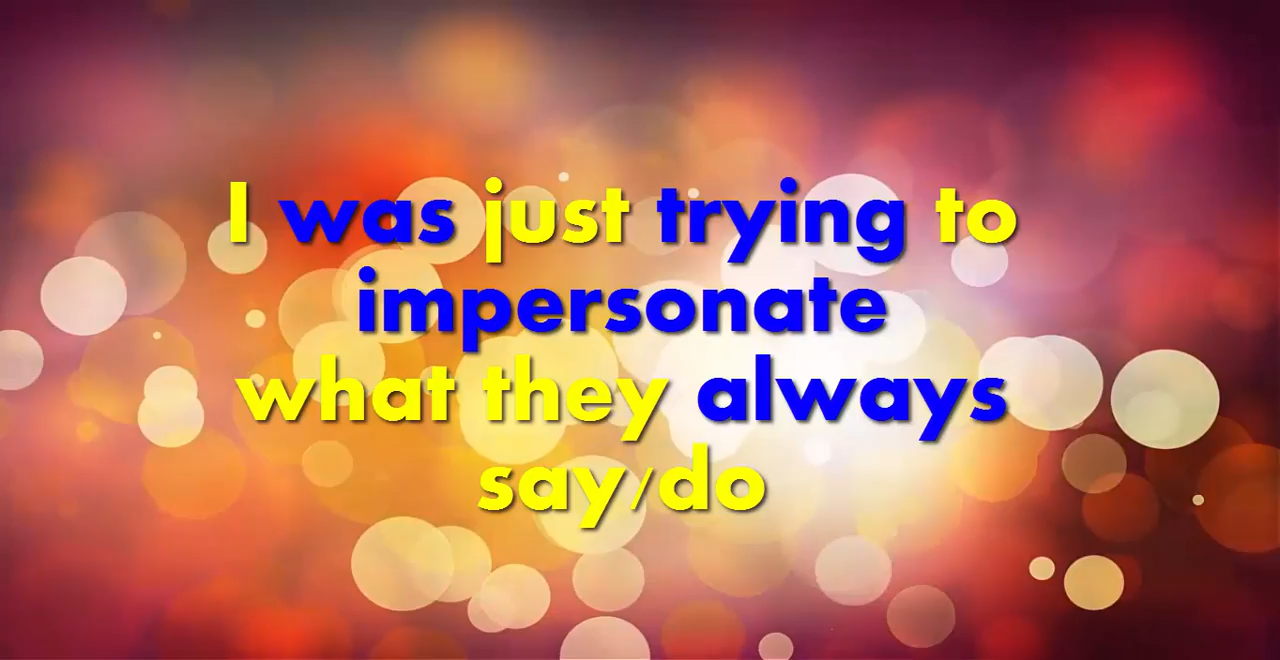 I was just trying to
impersonate
what they always
say/do